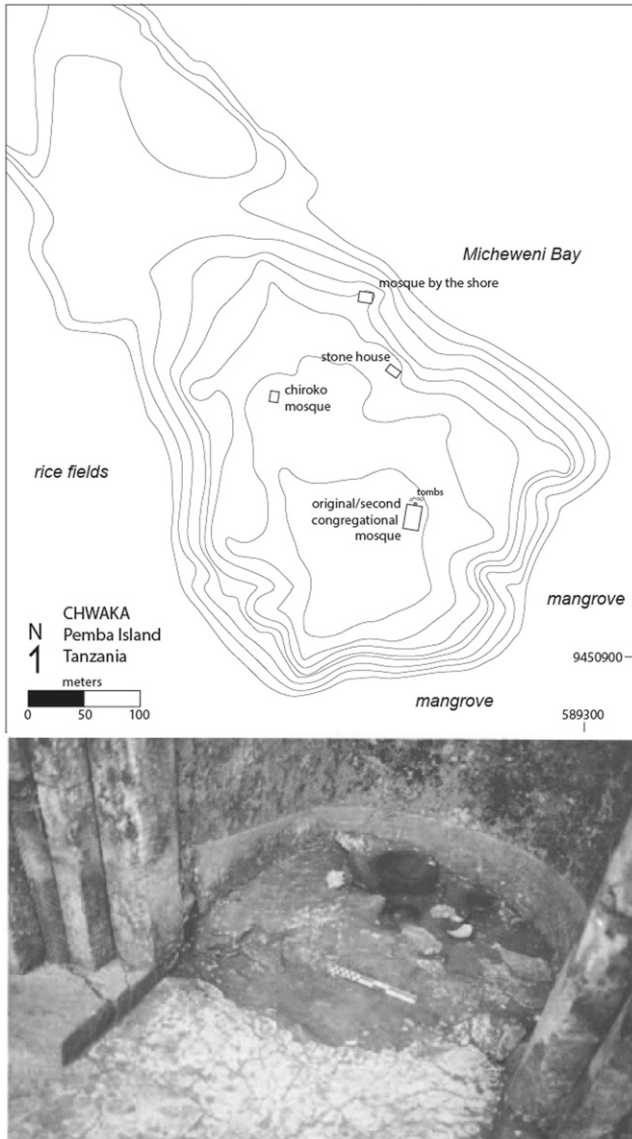 Micheweni Bay
mosque by the shore
stone house
chiroko
mosque
rice fields
tombs
original/second
congregational
mosque
CHWAKA
Pemba Island
Tanzania
N
meters
0 50 100
mangrove
9450900
mangrove
589300